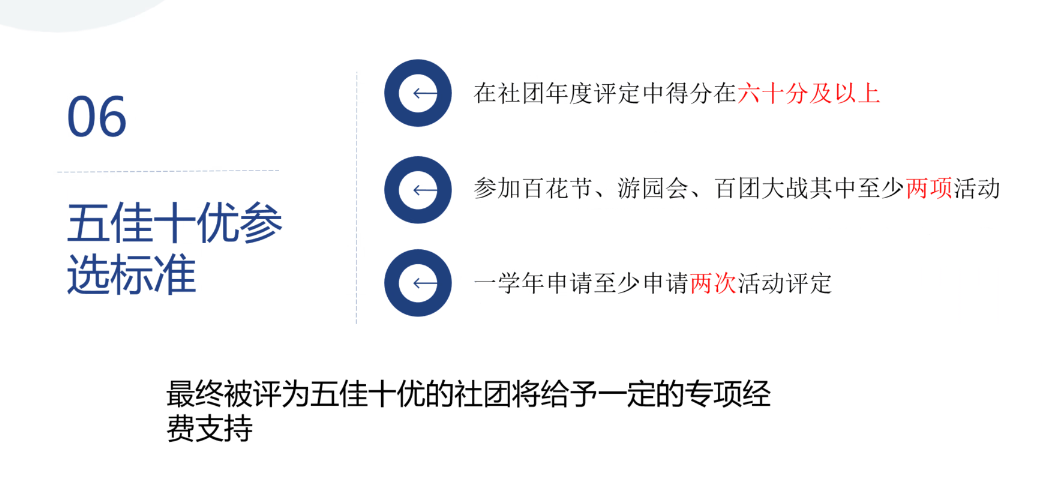 06
五佳十优参
选标准
在社团年度评定中得分在六十分及以上
参加百花节、游园会、百团大战其中至少两项活动
一学年申请至少申请两次活动评定
最终被评为五佳十优的社团将给予一定的专项经
费支持